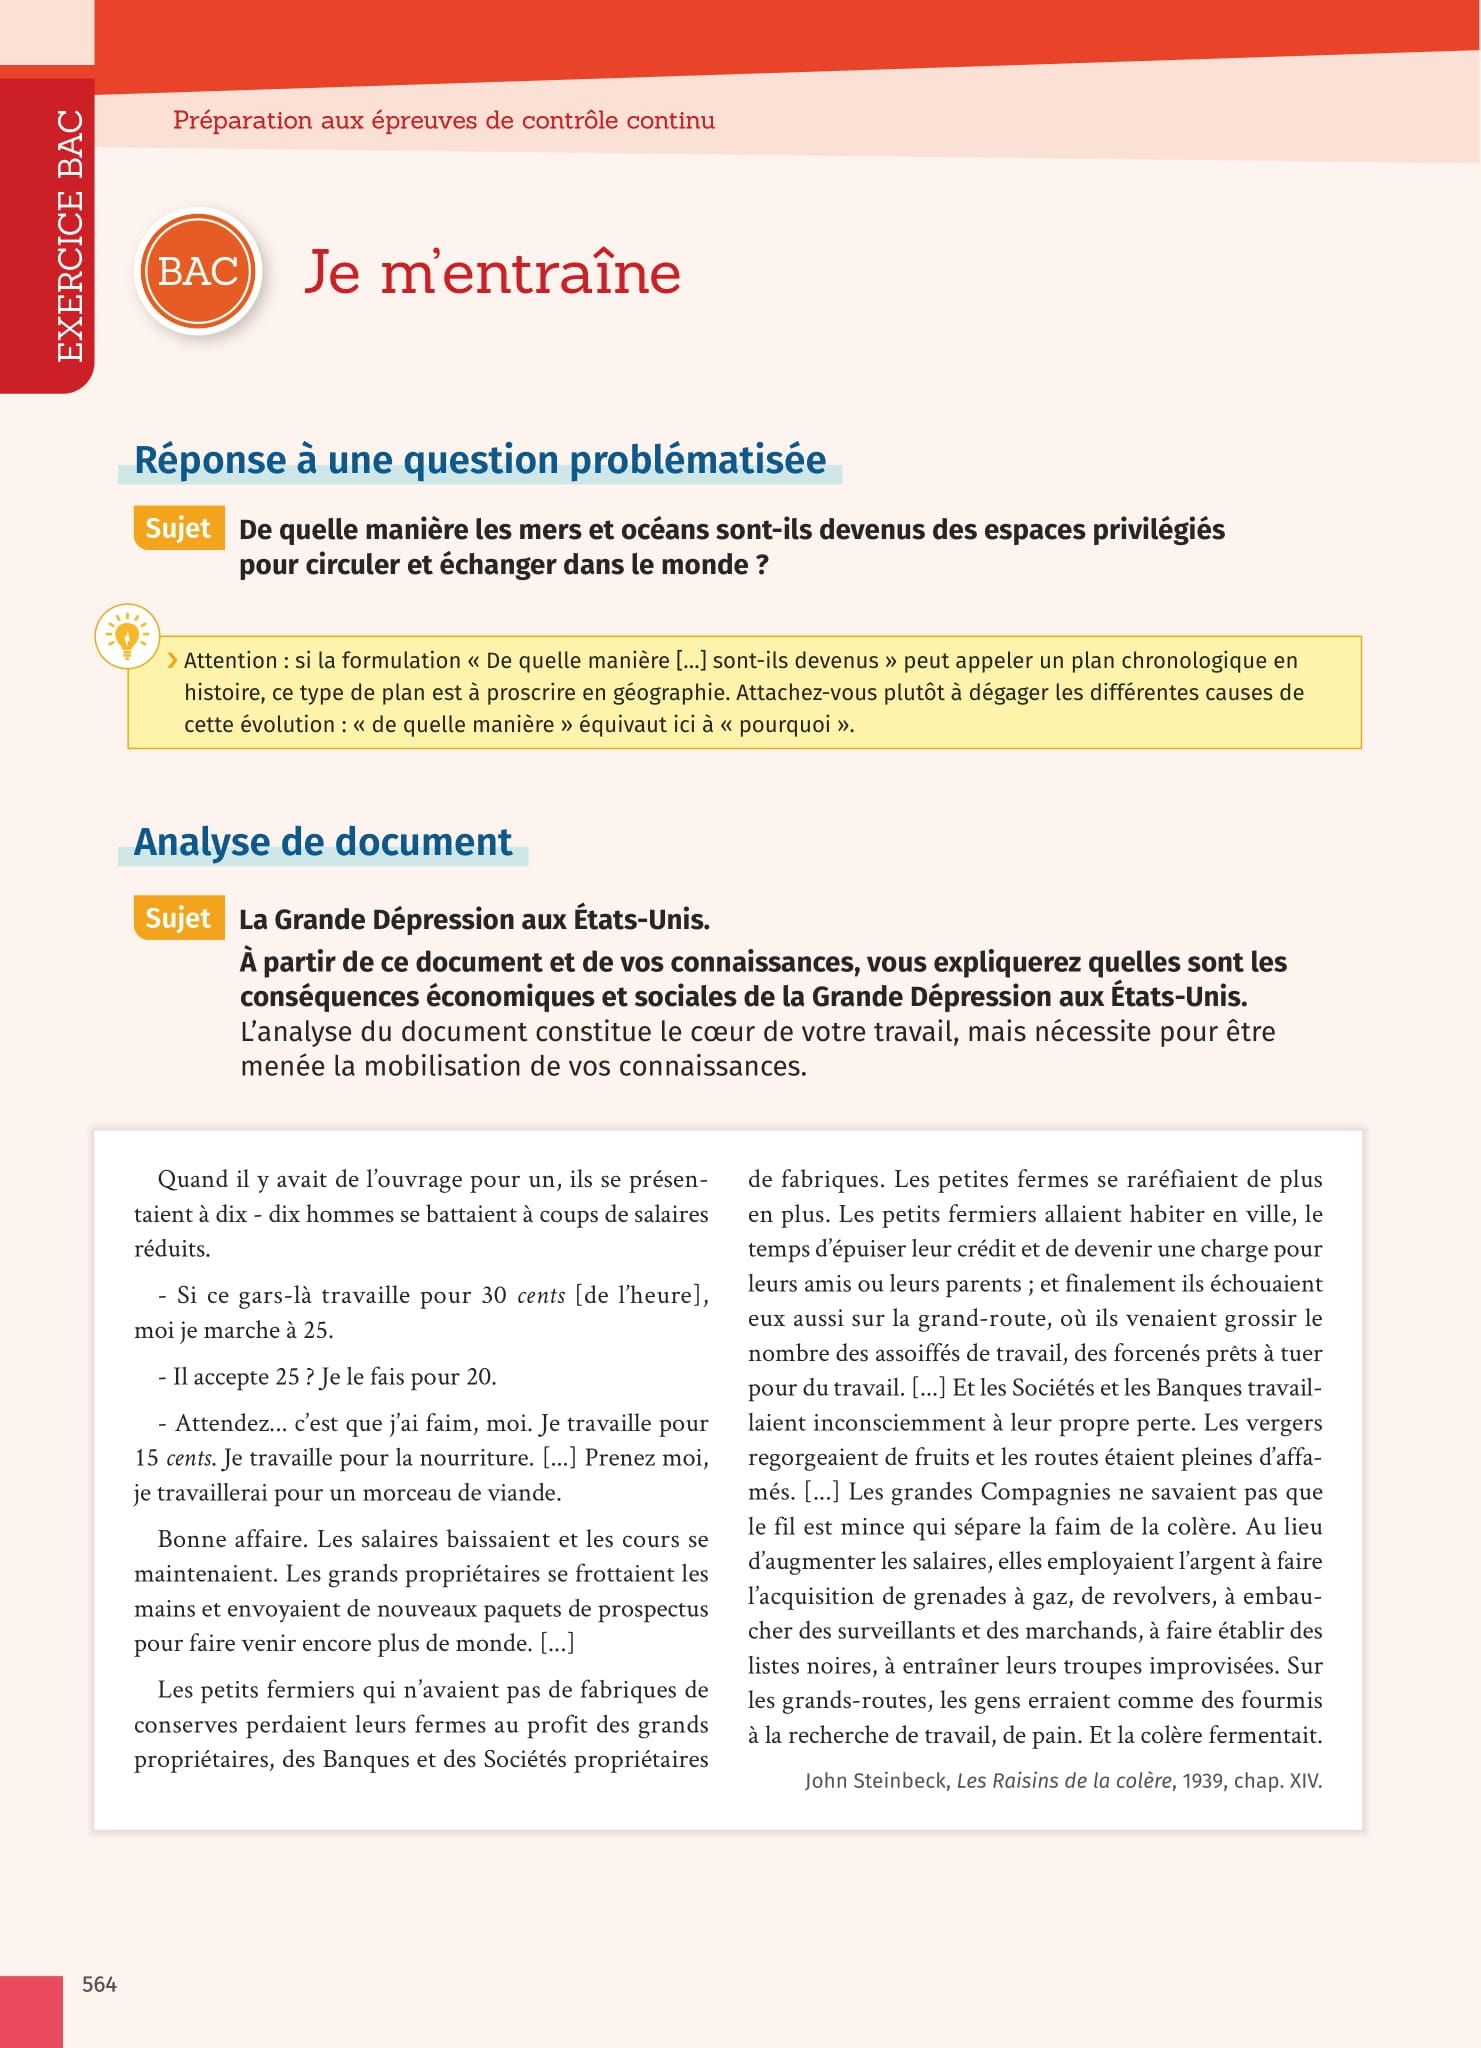 Préparation aux épreuves de contrôle continu
EXERCICE BAC
BAC
Je m'entraîne
Réponse à une question problématisée
Sujet
De quelle manière les mers et océans sont-ils devenus des espaces privilégiés
pour circuler et échanger dans le monde ?
› Attention : si la formulation « De quelle manière [...] sont-ils devenus » peut appeler un plan chronologique en
histoire, ce type de plan est à proscrire en géographie. Attachez-vous plutôt à dégager les différentes causes de
cette évolution : « de quelle manière » équivaut ici à « pourquoi ».
Analyse de document
Sujet
La Grande Dépression aux États-Unis.
À partir de ce document et de vos connaissances, vous expliquerez quelles sont les
conséquences économiques et sociales de la Grande Dépression aux États-Unis.
L'analyse du document constitue le cœur de votre travail, mais nécessite pour être
menée la mobilisation de vos connaissances.
Quand il y avait de l'ouvrage pour un, ils se présen-
taient à dix - dix hommes se battaient à coups de salaires
réduits.
- Si ce gars-là travaille pour 30 cents [de l'heure],
moi je marche à 25.
- Il accepte 25 ? Je le fais pour 20.
- Attendez... c'est que j'ai faim, moi. Je travaille pour
15 cents. Je travaille pour la nourriture. [...] Prenez moi,
je travaillerai pour un morceau de viande.
Bonne affaire. Les salaires baissaient et les cours se
maintenaient. Les grands propriétaires se frottaient les
mains et envoyaient de nouveaux paquets de prospectus
pour faire venir encore plus de monde. [...]
Les petits fermiers qui n'avaient pas de fabriques de
conserves perdaient leurs fermes au profit des grands
propriétaires, des Banques et des Sociétés propriétaires
de fabriques. Les petites fermes se raréfiaient de plus
en plus. Les petits fermiers allaient habiter en ville, le
temps d'épuiser leur crédit et de devenir une charge pour
leurs amis ou leurs parents ; et finalement ils échouaient
eux aussi sur la grand-route, où ils venaient grossir le
nombre des assoiffés de travail, des forcenés prêts à tuer
pour du travail. [...] Et les Sociétés et les Banques travail-
laient inconsciemment à leur propre perte. Les vergers
regorgeaient de fruits et les routes étaient pleines d'affa-
més. [...] Les grandes Compagnies ne savaient pas que
le fil est mince qui sépare la faim de la colère. Au lieu
d'augmenter les salaires, elles employaient l'argent à faire
l'acquisition de grenades à gaz, de revolvers, à embau-
cher des surveillants et des marchands, à faire établir des
listes noires, à entraîner leurs troupes improvisées. Sur
les grands-routes, les gens erraient comme des fourmis
à la recherche de travail, de pain. Et la colère fermentait.
John Steinbeck, Les Raisins de la colère, 1939, chap. XIV.
564